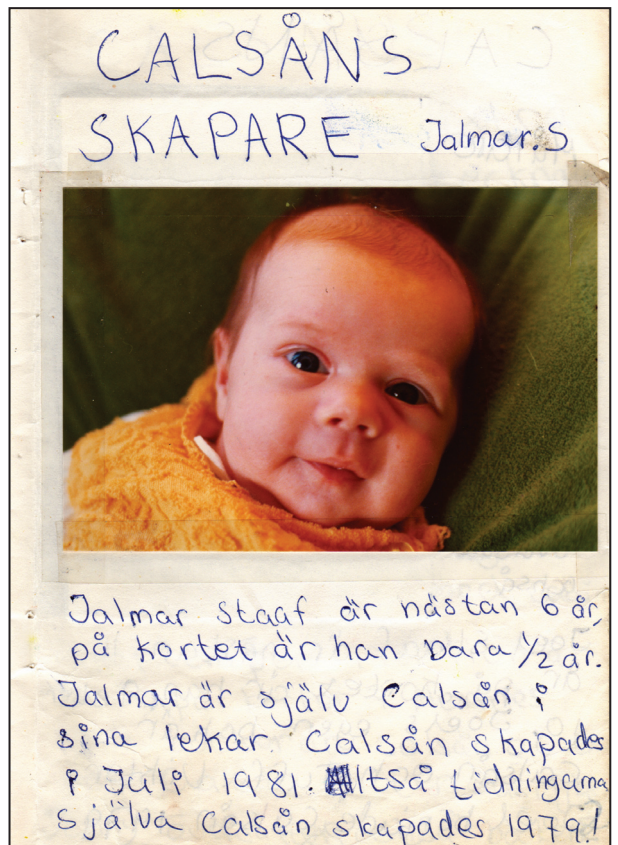 CALSÅNS
SKAPARE Jalmar.S
Jalmar Staaf är nästan 6 år,
på kortet är han bara 1/2 år.
Jalmar är själv Calsån i
sina lekar. Calsån skapades
i Juli 1981. Altså tidningarna
själva Calsån skapades 1979!